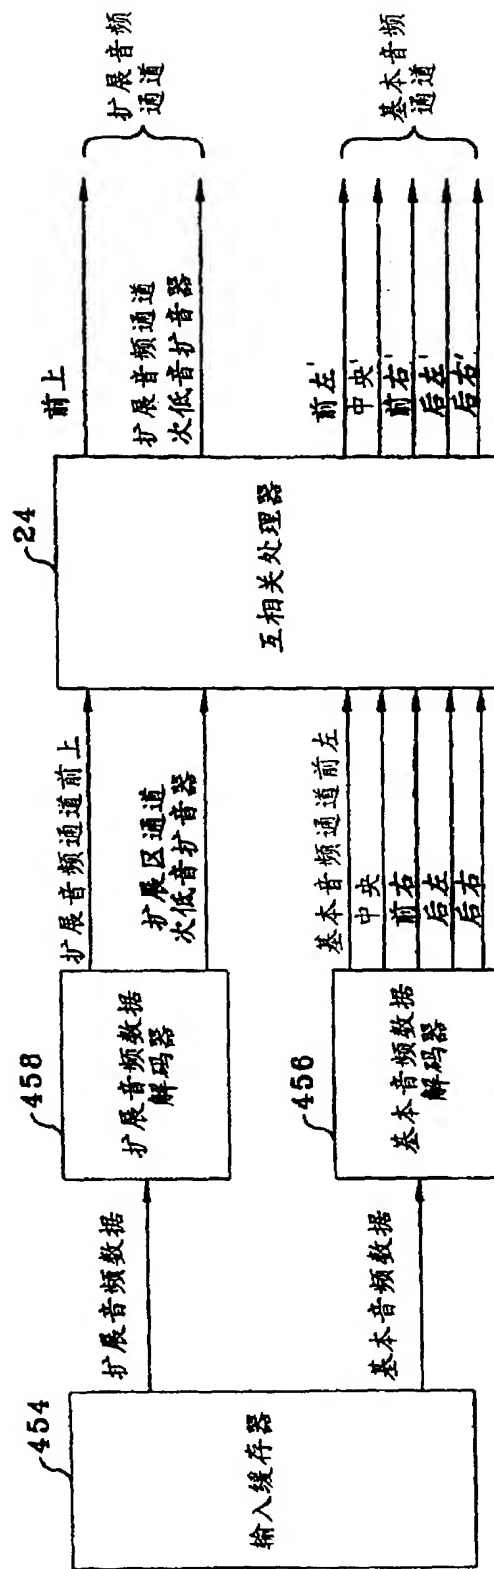 454
输入缓存器
扩展音频数据
基本音频数据
458
扩展音频数据
解码器
456
基本音频数据
解码器
扩展音频通道前上
扩展区通道
次低音扩音器
基本音频通道前左
中央
前右
后左
后右
24
互相关处理器
前上
扩展音频通道
次低音扩音器
前左'
中央'
前右'
后左'
后右'
扩展音频
通道
基本音频
通道